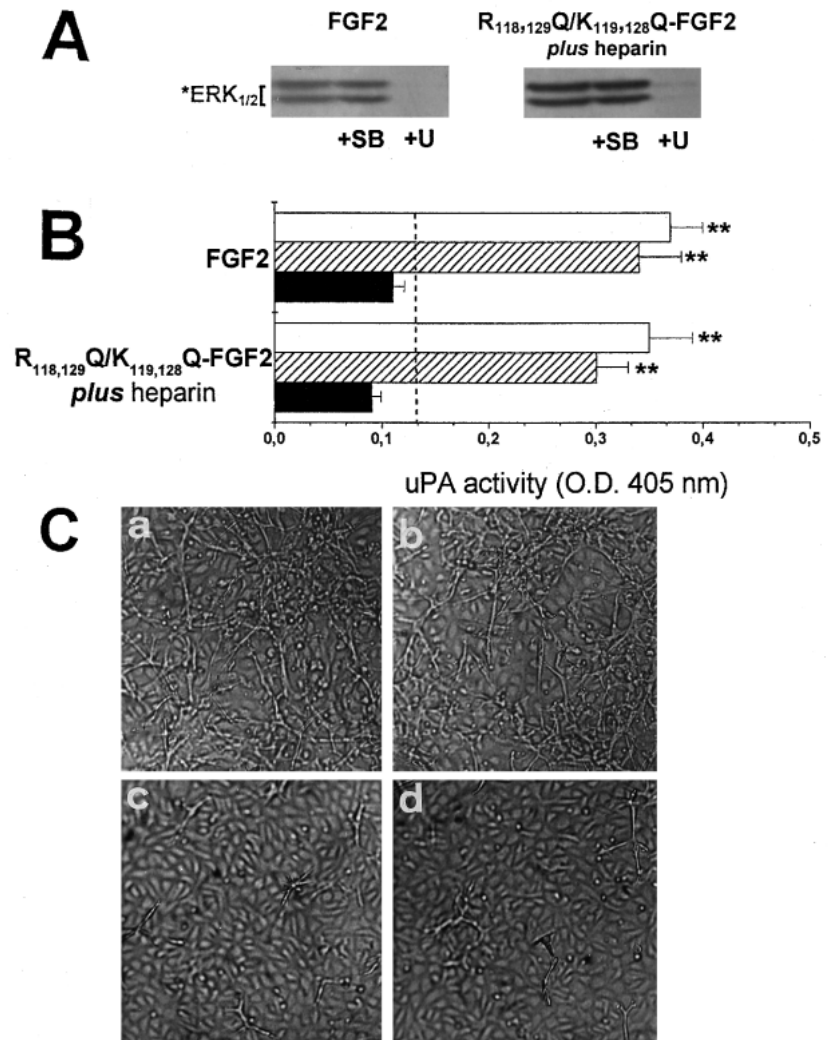 A
FGF2
R118,129Q/K119,128Q-FGF2
plus heparin
*ERK1/2[
+SB +U
+SB +U
B
FGF2
**
**
R118,129Q/K119,128Q-FGF2
plus heparin
**
**
0,0 0,1 0,2 0,3 0,4 0,5
uPA activity (O.D. 405 nm)
C
a
b
c
d